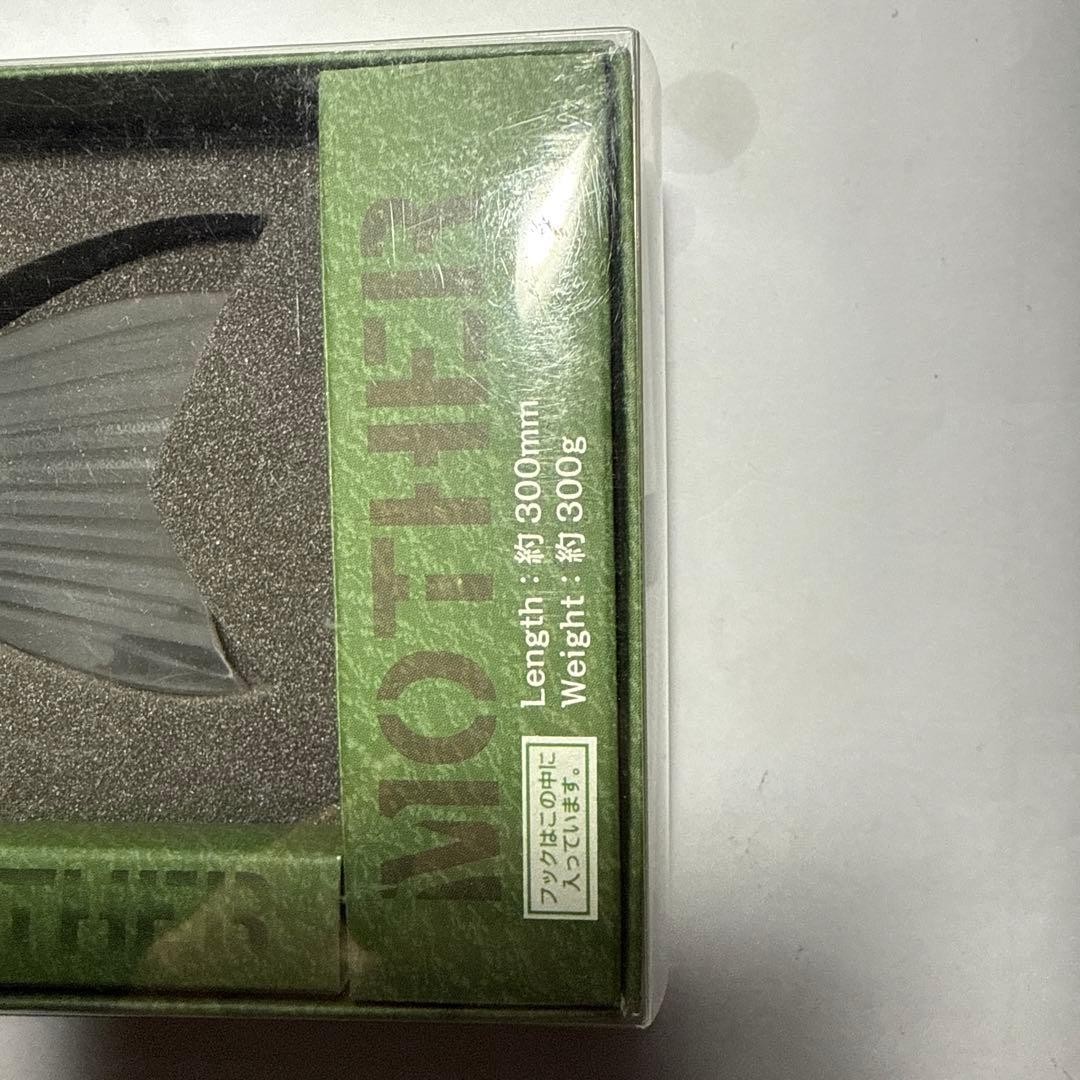 MOTHER
Length：約 300mm
Weight：約 300g
フックはこの中に
入っています。
MOTHER